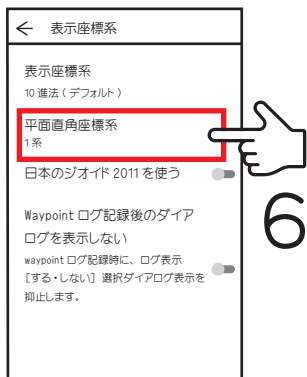 ← 表示座標系
表示座標系
10 進法 ( デフォルト )
平面直角座標系
1 系
日本のジオイド 2011 を使う
Waypoint ログ記録後のダイア
ログを表示しない
waypoint ログ記録時に、ログ表示
［する・しない］選択ダイアログ表示を
抑止します。
6